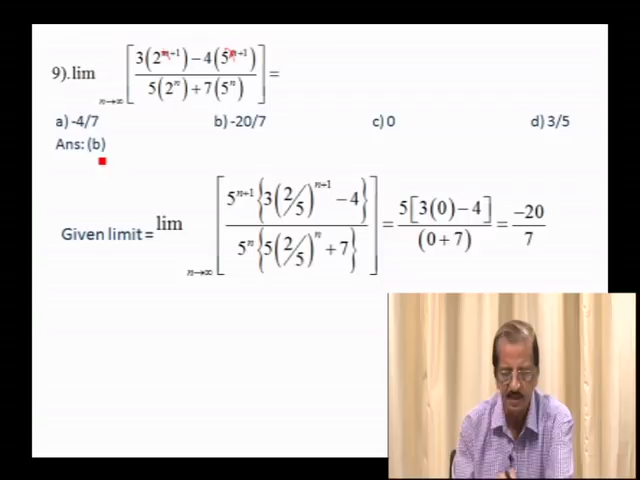 9).lim n→∞ [ 3(2^{n+1}) − 4(5^{n+1}) / 5(2^n) + 7(5^n) ] =
a) -4/7 b) -20/7 c) 0 d) 3/5
Ans: (b)
Given limit = lim n→∞ [ 5^{n+1}{3(2/5)^{n+1} − 4} / 5^n{5(2/5)^n + 7} ] = 5[3(0) − 4] / (0 + 7) = −20 / 7